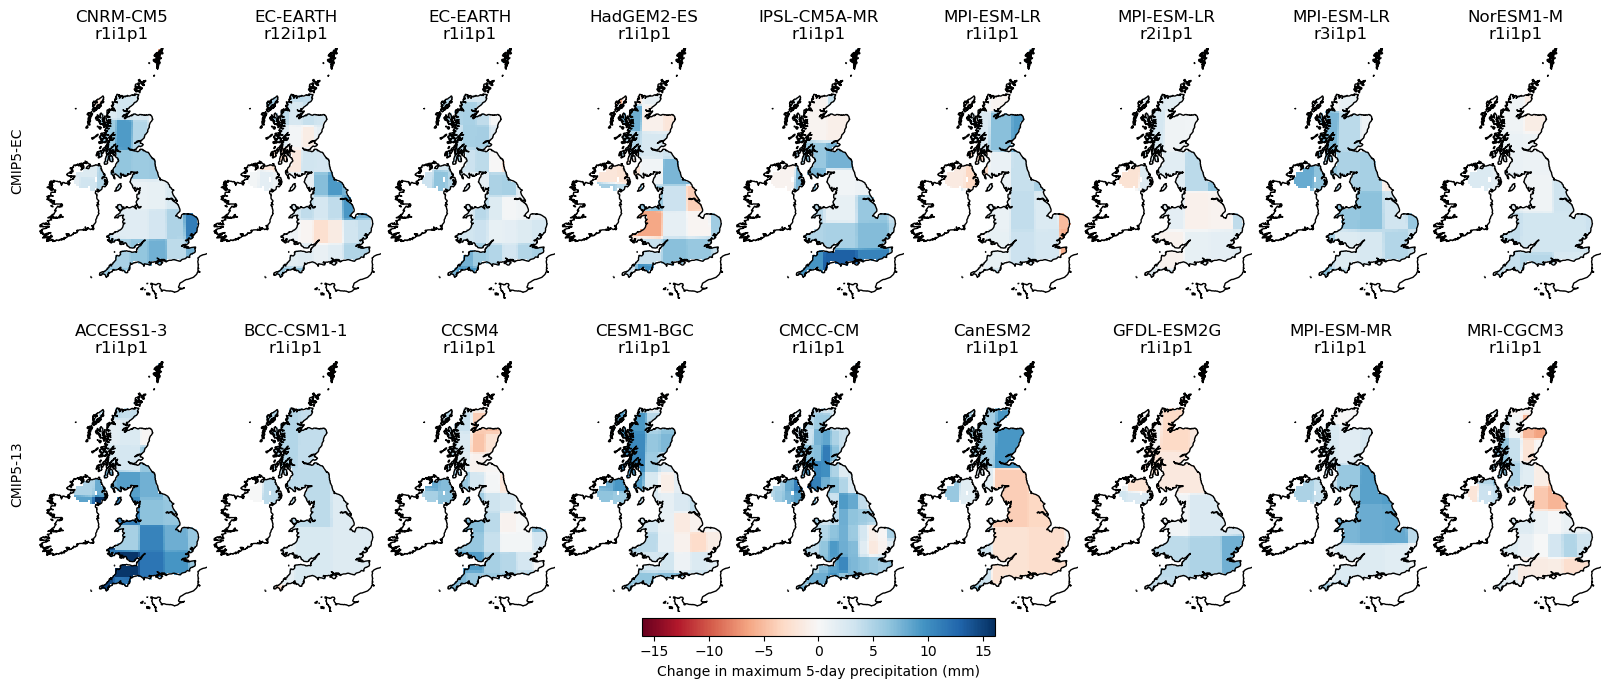 CNRM-CM5
r1i1p1
EC-EARTH
r12i1p1
EC-EARTH
r1i1p1
HadGEM2-ES
r1i1p1
IPSL-CM5A-MR
r1i1p1
MPI-ESM-LR
r1i1p1
MPI-ESM-LR
r2i1p1
MPI-ESM-LR
r3i1p1
NorESM1-M
r1i1p1
CMIP5-EC
ACCESS1-3
r1i1p1
BCC-CSM1-1
r1i1p1
CCSM4
r1i1p1
CESM1-BGC
r1i1p1
CMCC-CM
r1i1p1
CanESM2
r1i1p1
GFDL-ESM2G
r1i1p1
MPI-ESM-MR
r1i1p1
MRI-CGCM3
r1i1p1
CMIP5-13
−15 −10 −5 0 5 10 15
Change in maximum 5-day precipitation (mm)